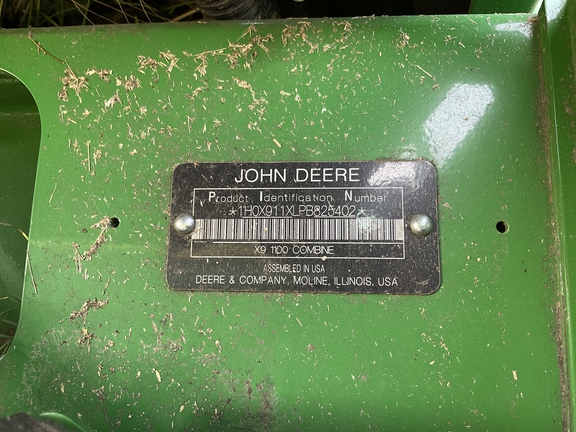 JOHN DEERE
Product Identification Number
*1H0X911XLPB825402*
X9 1100 COMBINE
ASSEMBLED IN USA
DEERE & COMPANY, MOLINE, ILLINOIS, USA